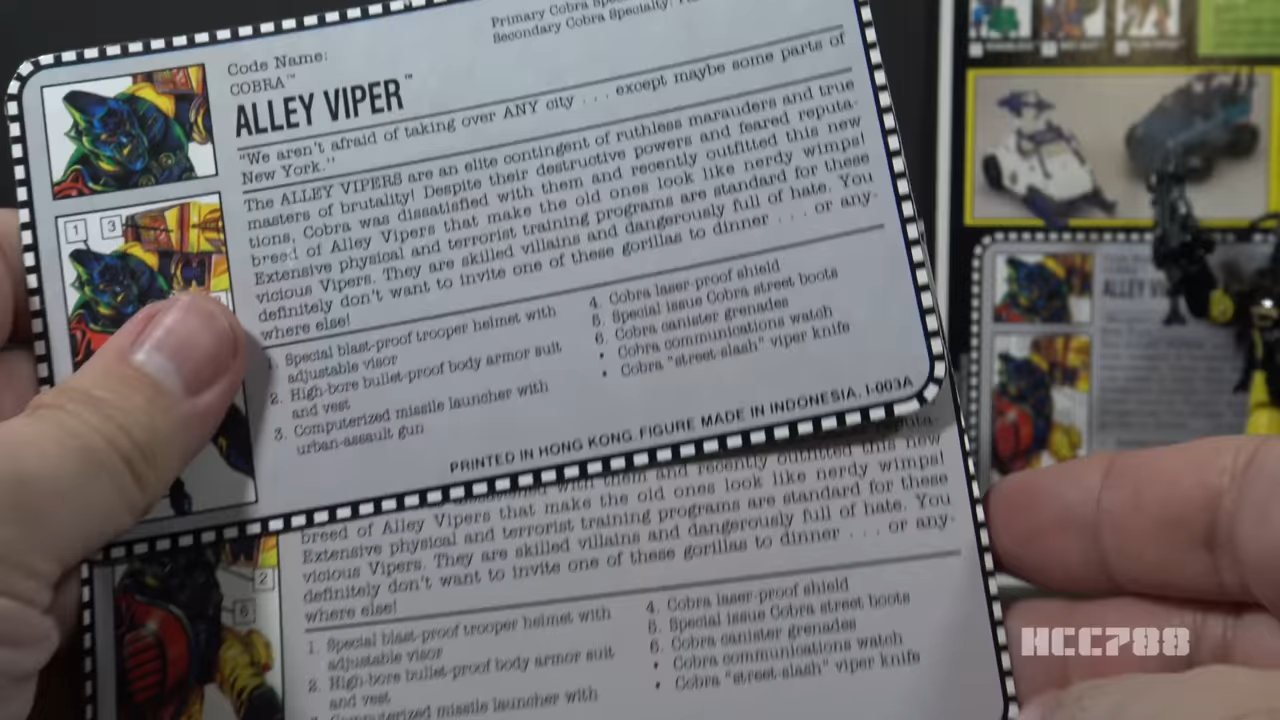 Primary Cobra
Secondary Cobra Specialty:
Code Name:
COBRA™
ALLEY VIPER™
"We aren't afraid of taking over ANY city . . . except maybe some parts of
New York."
The ALLEY VIPERS are an elite contingent of ruthless marauders and true
masters of brutality! Despite their destructive powers and feared reputa-
tions, Cobra was dissatisfied with them and recently outfitted this new
breed of Alley Vipers that make the old ones look like nerdy wimps!
Extensive physical and terrorist training programs are standard for these
vicious Vipers. They are skilled villains and dangerously full of hate. You
definitely don't want to invite one of these gorillas to dinner . . . or any-
where else!
1 3
1. Special blast-proof trooper helmet with
adjustable visor
2. High-bore bullet-proof body armor suit
and vest
3. Computerized missile launcher with
urban-assault gun
4. Cobra laser-proof shield
5. Special issue Cobra street boots
6. Cobra canister grenades
• Cobra communications watch
• Cobra "street-slash" viper knife
PRINTED IN HONG KONG. FIGURE MADE IN INDONESIA. I-003A
with them and recently outfitted this new
breed of Alley Vipers that make the old ones look like nerdy wimps!
Extensive physical and terrorist training programs are standard for these
vicious Vipers. They are skilled villains and dangerously full of hate. You
definitely don't want to invite one of these gorillas to dinner . . . or any-
where else!
2
6
1. Special blast-proof trooper helmet with
adjustable visor
2. High-bore bullet-proof body armor suit
and vest
Computerized missile launcher with
4. Cobra laser-proof shield
5. Special issue Cobra street boots
6. Cobra canister grenades
• Cobra communications watch
• Cobra "street-slash" viper knife
ALLEY
HCC788